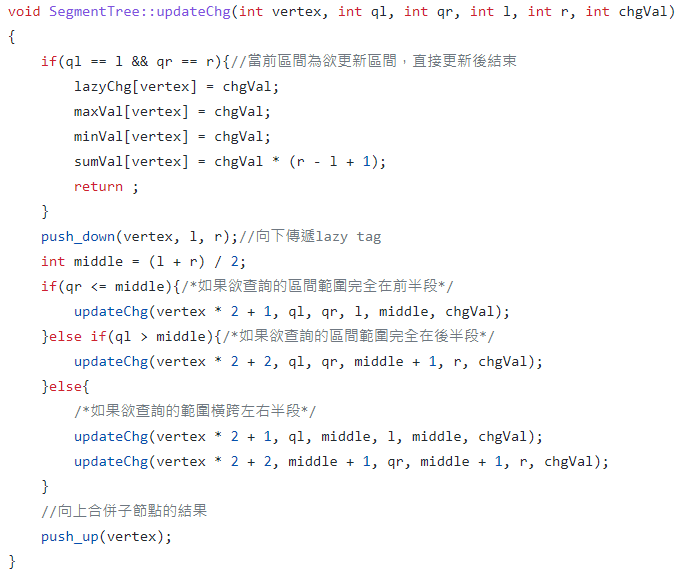 void SegmentTree::updateChg(int vertex, int ql, int qr, int l, int r, int chgVal)
{
    if(ql == l && qr == r){//當前區間為欲更新區間，直接更新後結束
        lazyChg[vertex] = chgVal;
        maxVal[vertex] = chgVal;
        minVal[vertex] = chgVal;
        sumVal[vertex] = chgVal * (r - l + 1);
        return ;
    }
    push_down(vertex, l, r);//向下傳遞lazy tag
    int middle = (l + r) / 2;
    if(qr <= middle){/*如果欲查詢的區間範圍完全在前半段*/
        updateChg(vertex * 2 + 1, ql, qr, l, middle, chgVal);
    }else if(ql > middle){/*如果欲查詢的區間範圍完全在後半段*/
        updateChg(vertex * 2 + 2, ql, qr, middle + 1, r, chgVal);
    }else{
        /*如果欲查詢的範圍橫跨左右半段*/
        updateChg(vertex * 2 + 1, ql, middle, l, middle, chgVal);
        updateChg(vertex * 2 + 2, middle + 1, qr, middle + 1, r, chgVal);
    }
    //向上合併子節點的結果
    push_up(vertex);
}